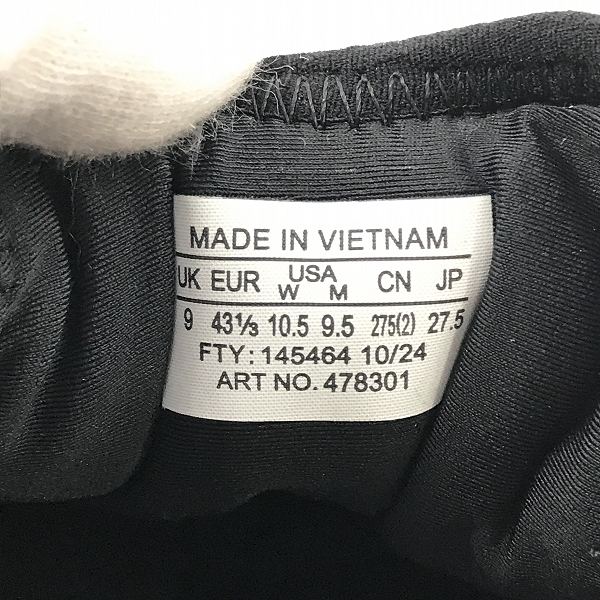 MADE IN VIETNAM
UK EUR USA W M CN JP
9 43⅓ 10.5 9.5 275(2) 27.5
FTY: 145464 10/24
ART NO. 478301